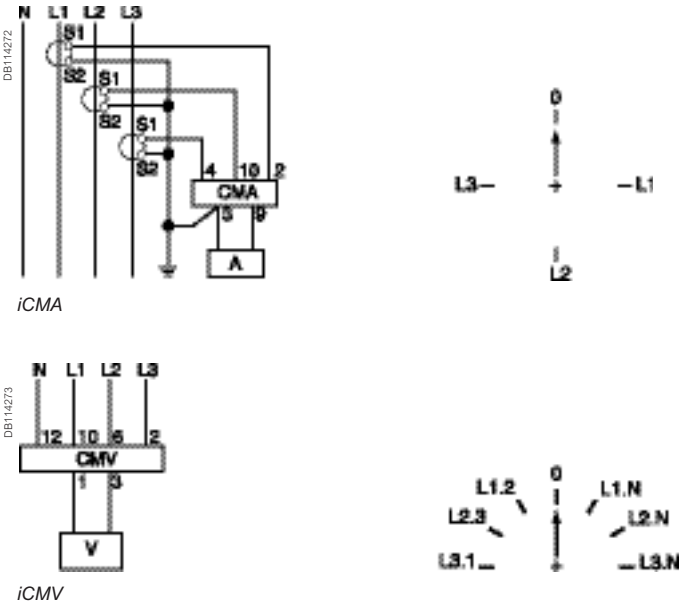 N L1 L2 L3
DB114272
S1
S2
S1
S2
S1
S2
4 10 2
CMA
3 9
A
0
L3 L1
L2
iCMA
DB114273
N L1 L2 L3
12 10 6 2
CMV
1 3
V
0
L1.2 L1.N
L2.3 L2.N
L3.1 L3.N
iCMV